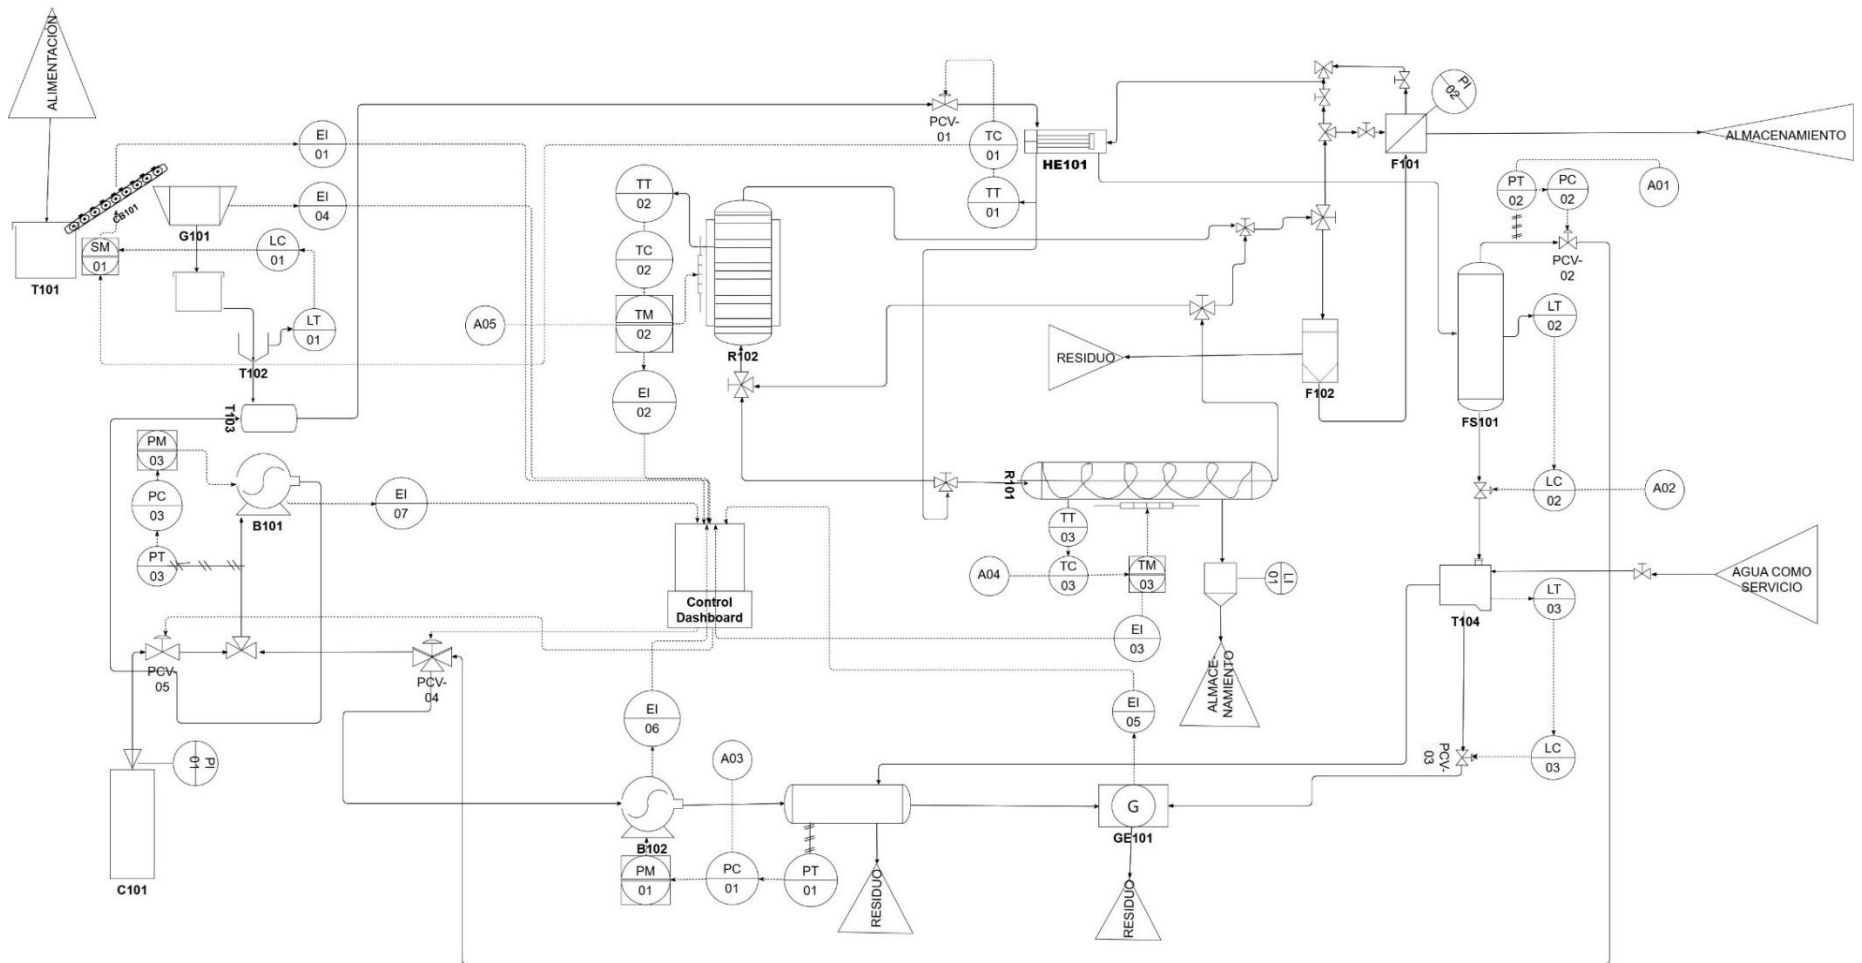 ALIMENTACIÓN
EI
01
EI
04
CB101
G101
SM
01
LC
01
T101
LT
01
T102
T103
PCV-
01
TC
01
TT
01
HE101
PI
02
F101
ALMACENAMIENTO
PT
02
PC
02
A01
PCV-
02
TT
02
TC
02
TM
02
A05
R102
EI
02
RESIDUO
F102
LT
02
FS101
LC
02
A02
PM
03
PC
03
PT
03
B101
EI
07
R101
TT
03
TC
03
A04
TM
03
EI
03
LI
01
ALMACE
NAMIENTO
Control
Dashboard
AGUA COMO
SERVICIO
LT
03
T104
PCV-
05
PCV-
04
PI
01
C101
EI
06
A03
B102
PM
01
PC
01
PT
01
RESIDUO
EI
05
G
GE101
RESIDUO
PCV-
03
LC
03